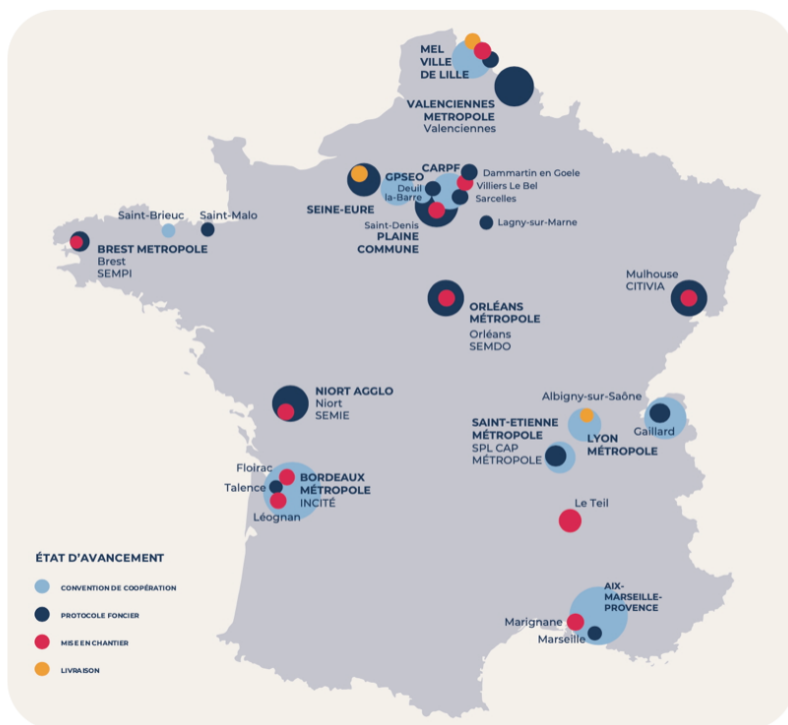 MEL
VILLE
DE LILLE
VALENCIENNES
METROPOLE
Valenciennes
CARPF
Dammartin en Goele
GPSEO
Villiers Le Bel
Deuil
la-Barre
Sarcelles
SEINE-EURE
Saint-Denis
PLAINE
COMMUNE
Lagny-sur-Marne
Saint-Brieuc
Saint-Malo
BREST METROPOLE
Brest
SEMPI
Mulhouse
CITIVIA
ORLÉANS
MÉTROPOLE
Orléans
SEMDO
NIORT AGGLO
Niort
SEMIE
Albigny-sur-Saône
SAINT-ETIENNE
MÉTROPOLE
SPL CAP
MÉTROPOLE
LYON
MÉTROPOLE
Gaillard
Floirac
Talence
BORDEAUX
MÉTROPOLE
INCITÉ
Léognan
Le Teil
AIX-
MARSEILLE-
PROVENCE
Marignane
Marseille
ÉTAT D'AVANCEMENT
CONVENTION DE COOPÉRATION
PROTOCOLE FONCIER
MISE EN CHANTIER
LIVRAISON